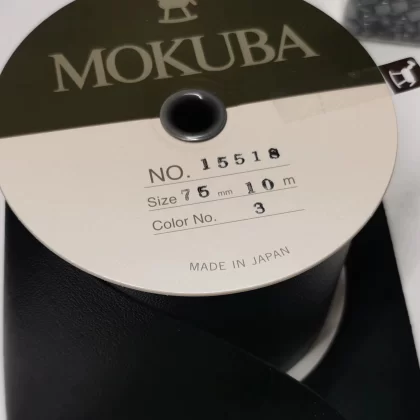 MOKUBA
NO. 15518
Size 75 mm 10 m
Color No. 3
MADE IN JAPAN